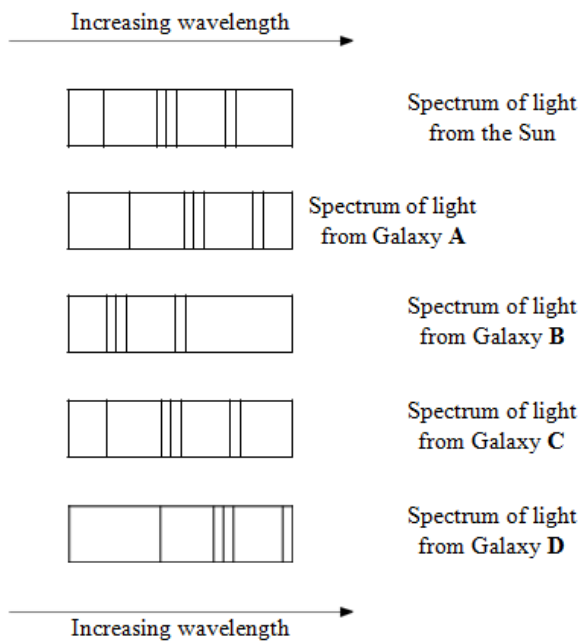 Increasing wavelength
Spectrum of light
from the Sun
Spectrum of light
from Galaxy A
Spectrum of light
from Galaxy B
Spectrum of light
from Galaxy C
Spectrum of light
from Galaxy D
Increasing wavelength